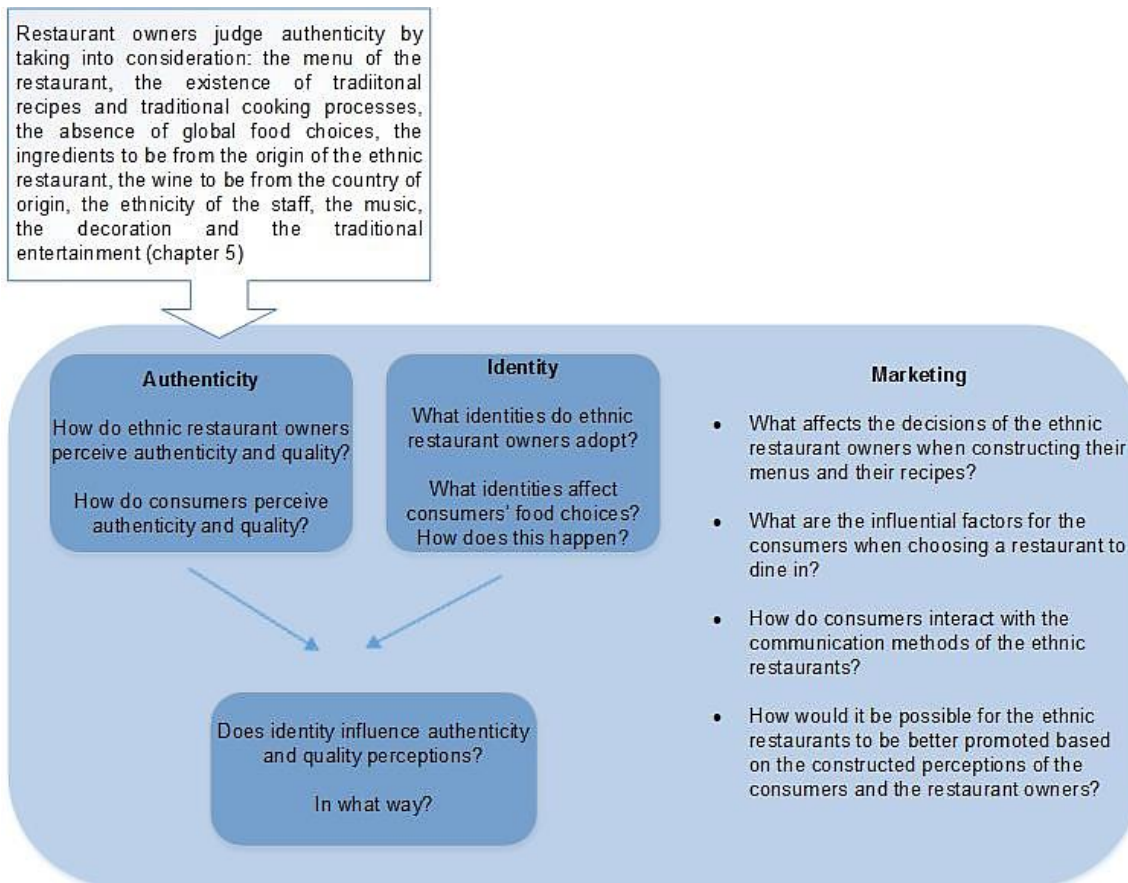 Restaurant owners judge authenticity by
taking into consideration: the menu of the
restaurant, the existence of tradiitonal
recipes and traditional cooking processes,
the absence of global food choices, the
ingredients to be from the origin of the ethnic
restaurant, the wine to be from the country of
origin, the ethnicity of the staff, the music,
the decoration and the traditional
entertainment (chapter 5)
Authenticity
How do ethnic restaurant owners
perceive authenticity and quality?
How do consumers perceive
authenticity and quality?
Identity
What identities do ethnic
restaurant owners adopt?
What identities affect
consumers' food choices?
How does this happen?
Does identity influence authenticity
and quality perceptions?
In what way?
Marketing
• What affects the decisions of the ethnic
restaurant owners when constructing their
menus and their recipes?
• What are the influential factors for the
consumers when choosing a restaurant to
dine in?
• How do consumers interact with the
communication methods of the ethnic
restaurants?
• How would it be possible for the ethnic
restaurants to be better promoted based
on the constructed perceptions of the
consumers and the restaurant owners?